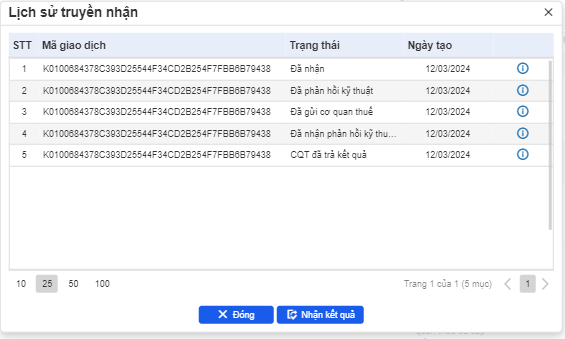 Lịch sử truyền nhận
STT Mã giao dịch Trạng thái Ngày tạo
1 K0100684378C393D25544F34CD2B254F7FBB6B79438 Đã nhận 12/03/2024
2 K0100684378C393D25544F34CD2B254F7FBB6B79438 Đã phản hồi kỹ thuật 12/03/2024
3 K0100684378C393D25544F34CD2B254F7FBB6B79438 Đã gửi cơ quan thuế 12/03/2024
4 K0100684378C393D25544F34CD2B254F7FBB6B79438 Đã nhận phản hồi kỹ thu... 12/03/2024
5 K0100684378C393D25544F34CD2B254F7FBB6B79438 CQT đã trả kết quả 12/03/2024
10 25 50 100 Trang 1 của 1 (5 mục) 1
Đóng Nhận kết quả